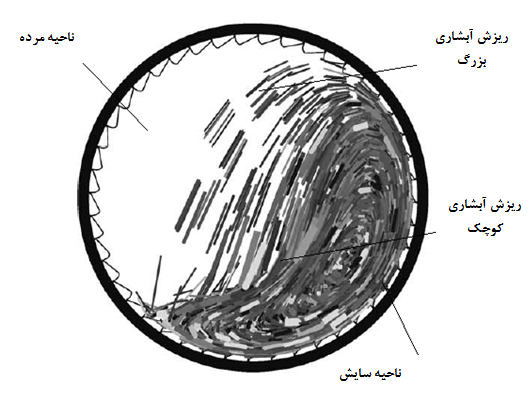 ریزش آبشاری
بزرگ
ناحیه مرده
ریزش آبشاری
کوچک
ناحیه سایش